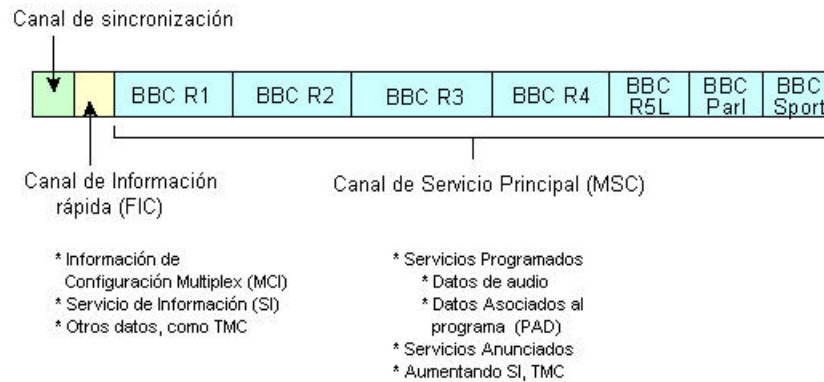 Canal de sincronización
BBC R1 BBC R2 BBC R3 BBC R4 BBC R5L BBC Parl BBC Sport
Canal de Información
rápida (FIC)
Canal de Servicio Principal (MSC)
* Información de
Configuración Multiplex (MCI)
* Servicio de Información (SI)
* Otros datos, como TMC
* Servicios Programados
* Datos de audio
* Datos Asociados al
programa (PAD)
* Servicios Anunciados
* Aumentando SI, TMC